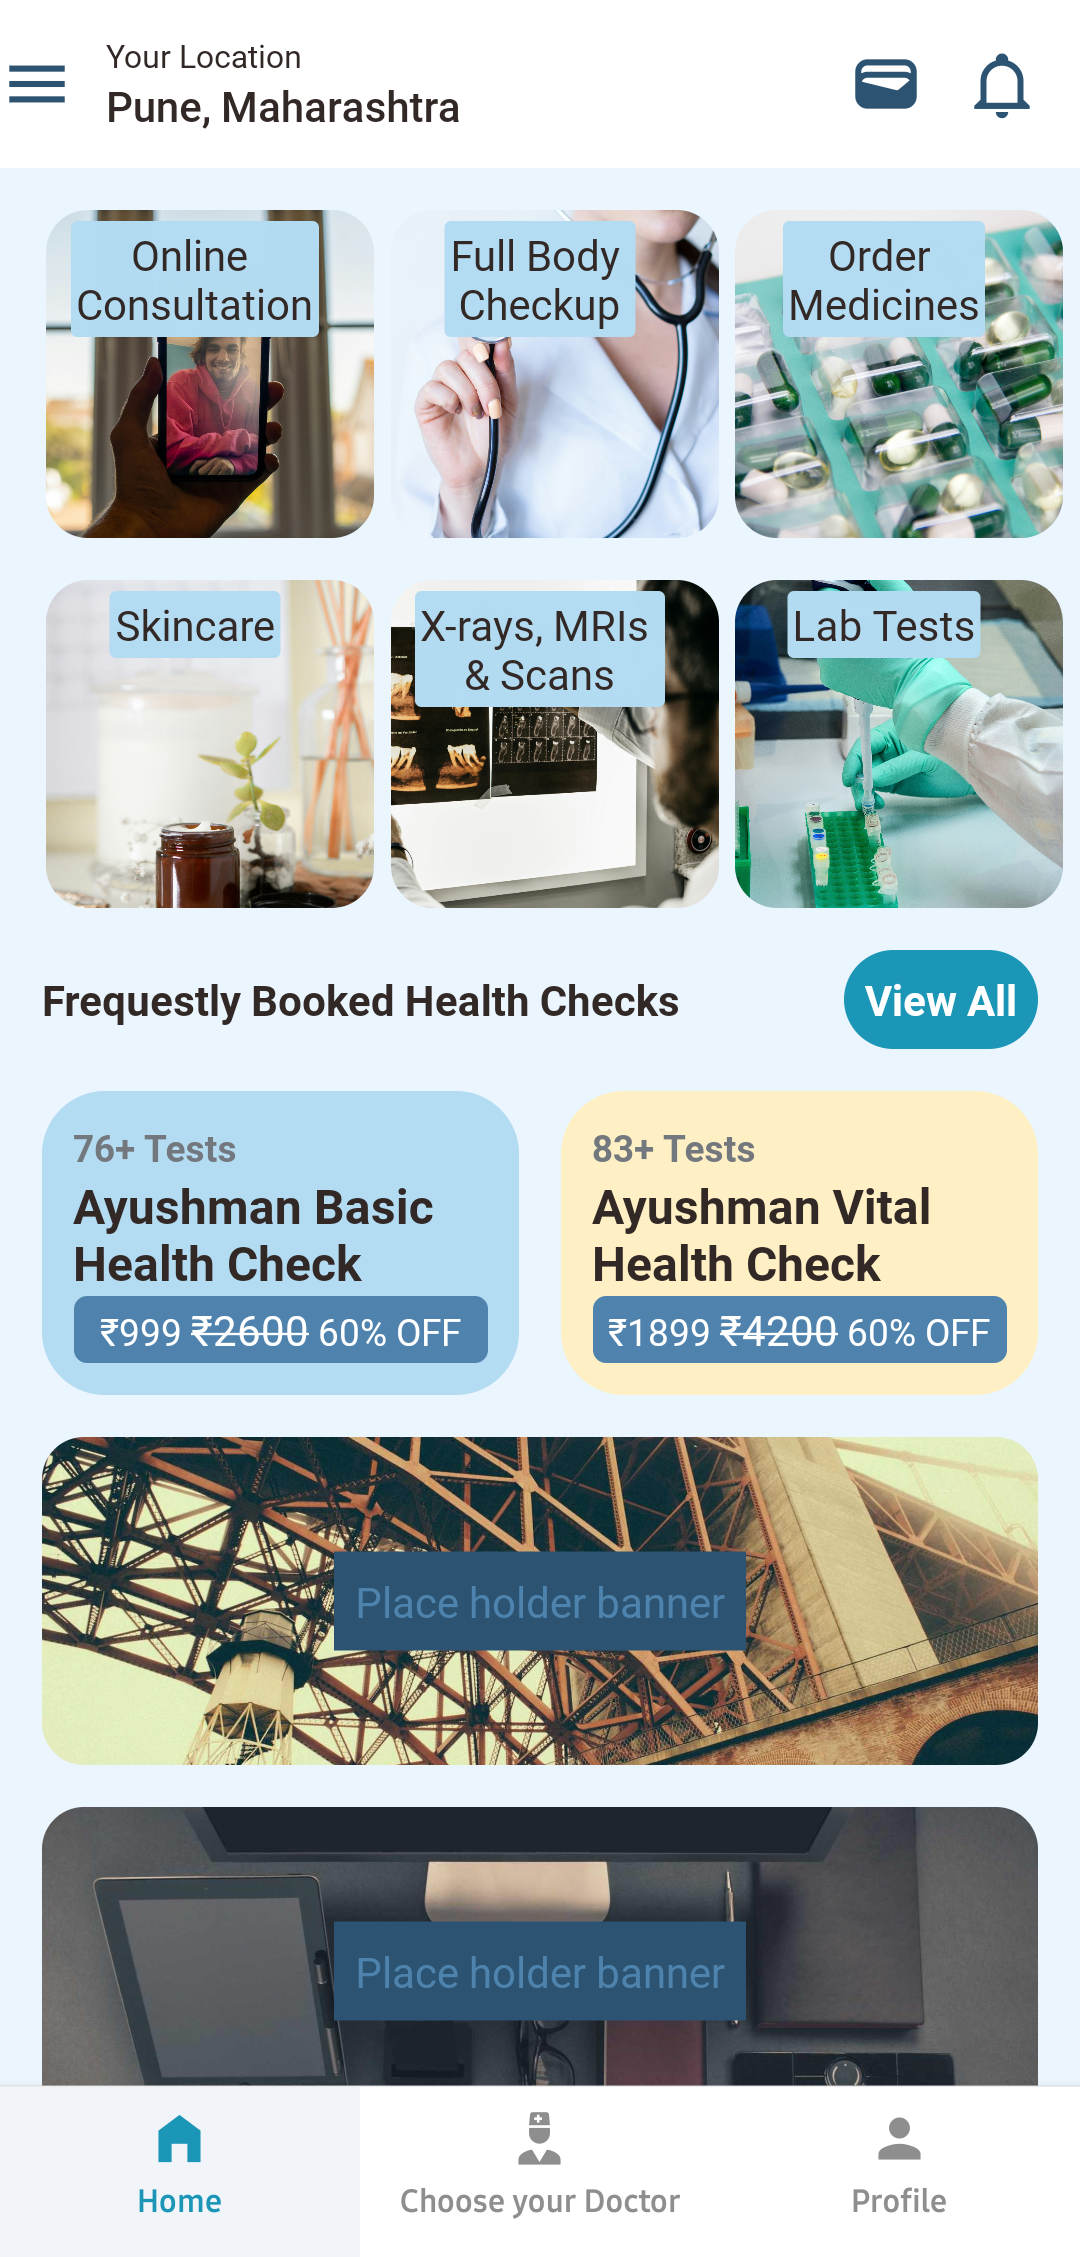 Your Location
Pune, Maharashtra
Online
Consultation
Full Body
Checkup
Order
Medicines
Skincare
X-rays, MRIs
& Scans
Lab Tests
Frequestly Booked Health Checks
View All
76+ Tests
Ayushman Basic
Health Check
₹999 ₹2600 60% OFF
83+ Tests
Ayushman Vital
Health Check
₹1899 ₹4200 60% OFF
Place holder banner
Place holder banner
Home
Choose your Doctor
Profile